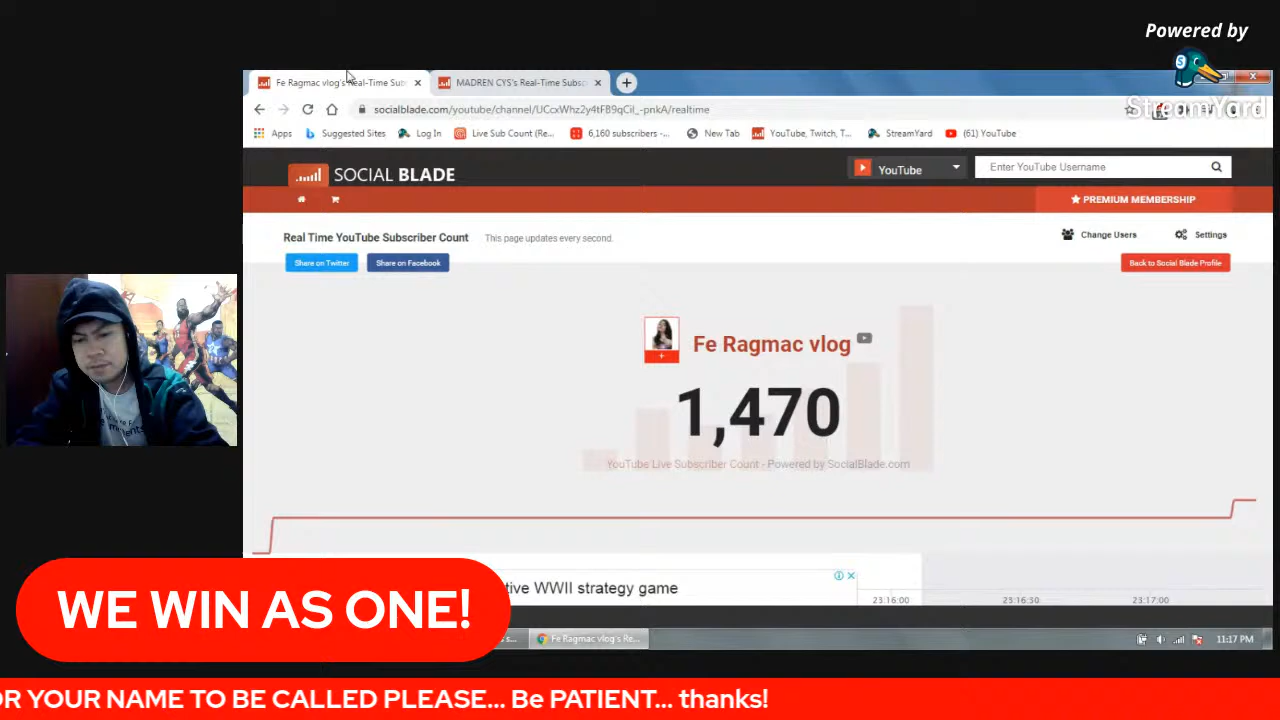 Powered by
StreamYard
Fe Ragmac vlog's Real-Time Sub
MADREN CYS's Real-Time Subsc
socialblade.com/youtube/channel/UCcxWhz2y4tFB9qCiI_-pnkA/realtime
Apps
Suggested Sites
Log In
Live Sub Count (Re...
6,160 subscribers -...
New Tab
YouTube, Twitch, T...
StreamYard
(61) YouTube
SOCIAL BLADE
YouTube
Enter YouTube Username
PREMIUM MEMBERSHIP
Real Time YouTube Subscriber Count
This page updates every second.
Change Users
Settings
Share on Twitter
Share on Facebook
Back to Social Blade Profile
Fe Ragmac vlog
1,470
YouTube Live Subscriber Count - Powered by SocialBlade.com
tive WWII strategy game
23:16:00
23:16:30
23:17:00
WE WIN AS ONE!
Fe Ragmac vlog's Re...
11:17 PM
OR YOUR NAME TO BE CALLED PLEASE... Be PATIENT... thanks!